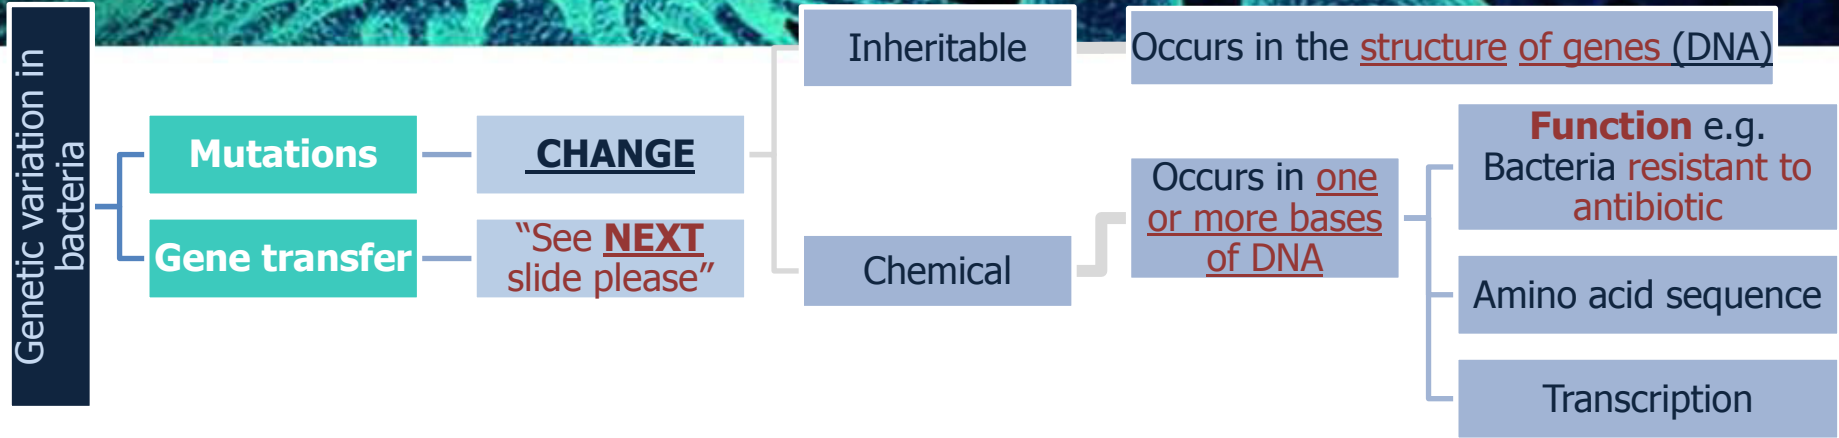 Genetic variation in
bacteria
Mutations
CHANGE
Gene transfer
“See NEXT
slide please”
Inheritable
Occurs in the structure of genes (DNA)
Chemical
Occurs in one
or more bases
of DNA
Function e.g.
Bacteria resistant to
antibiotic
Amino acid sequence
Transcription